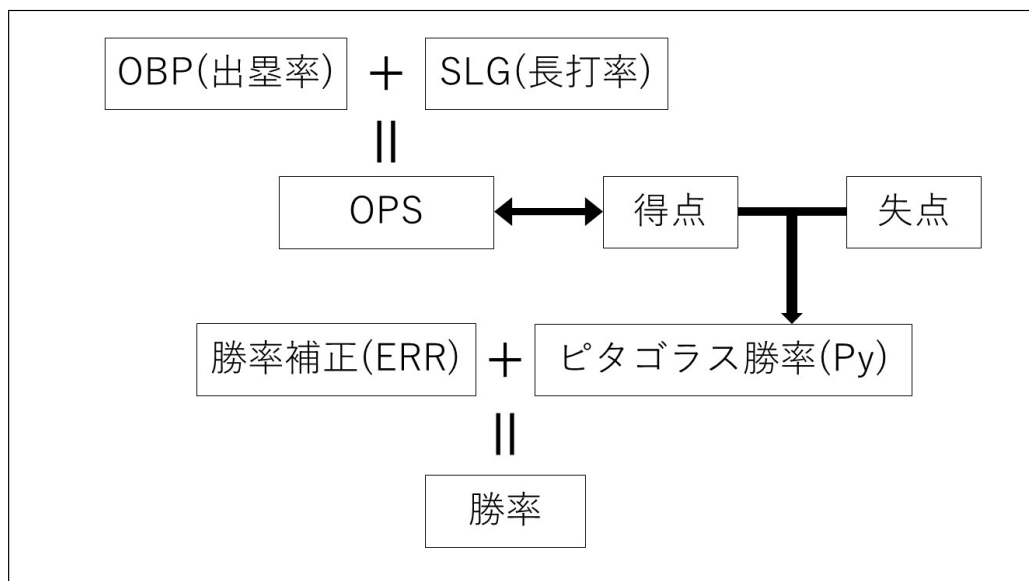 OBP(出塁率) + SLG(長打率)
=
OPS 得点 失点
勝率補正(ERR) + ピタゴラス勝率(Py)
=
勝率